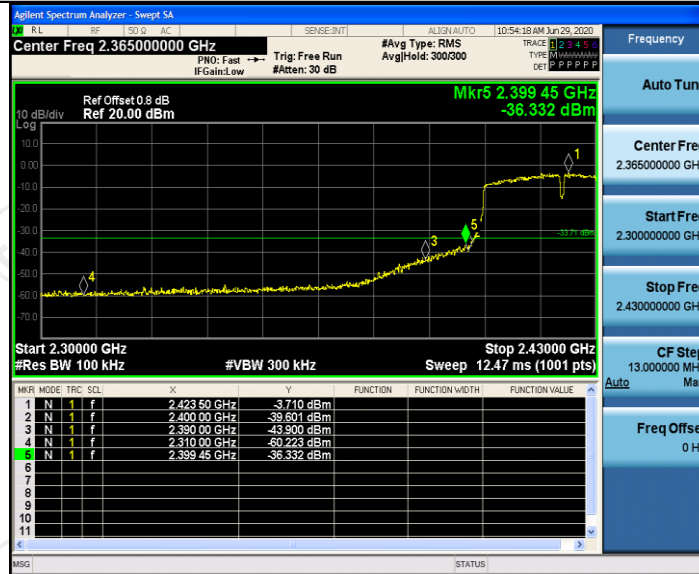 Agilent Spectrum Analyzer - Swept SA
RL RF 50 Ω AC SENSE:INT ALIGN AUTO 10:54:18 AM Jun 29, 2020
Center Freq 2.365000000 GHz #Avg Type: RMS TRACE 1 2 3 4 5 6
PNO: Fast Trig: Free Run Avg|Hold: 300/300 TYPE M
IFGain:Low #Atten: 30 dB DET P P P P P P
Mkr5 2.399 45 GHz
-36.332 dBm
Ref Offset 0.8 dB
10 dB/div Ref 20.00 dBm
Log
10.0
0.00
-10.0
-20.0
-30.0
-40.0
-50.0
-60.0
-70.0
1
5
3
4
-33.71 dBm
Start 2.30000 GHz Stop 2.43000 GHz
#Res BW 100 kHz #VBW 300 kHz Sweep 12.47 ms (1001 pts)
MKR MODE TRC SCL X Y FUNCTION FUNCTION WIDTH FUNCTION VALUE
1 N 1 f 2.423 50 GHz -3.710 dBm
2 N 1 f 2.400 00 GHz -39.601 dBm
3 N 1 f 2.390 00 GHz -43.900 dBm
4 N 1 f 2.310 00 GHz -60.223 dBm
5 N 1 f 2.399 45 GHz -36.332 dBm
6
7
8
9
10
11
MSG STATUS
Frequency
Auto Tun
Center Fre
2.365000000 GH
Start Fre
2.300000000 GH
Stop Fre
2.430000000 GH
CF Ste
13.000000 MH
Auto Ma
Freq Offse
0 H